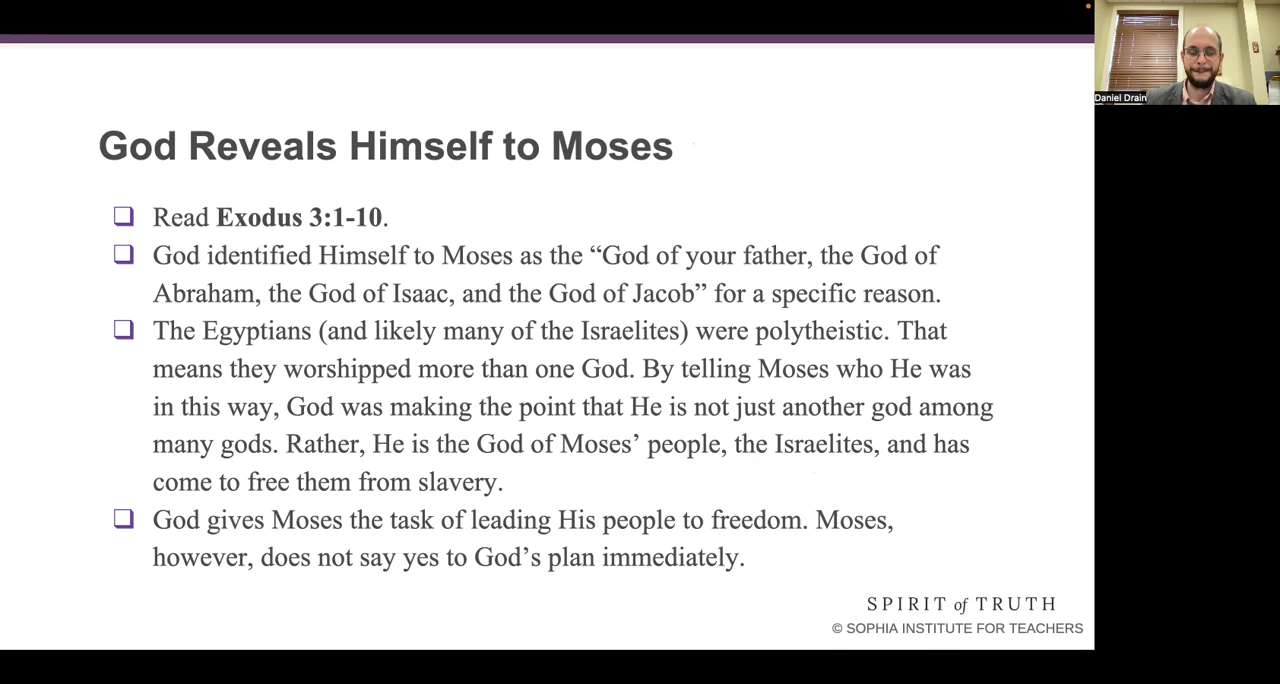 Daniel Drain
God Reveals Himself to Moses
❑ Read Exodus 3:1-10.
❑ God identified Himself to Moses as the “God of your father, the God of
Abraham, the God of Isaac, and the God of Jacob” for a specific reason.
❑ The Egyptians (and likely many of the Israelites) were polytheistic. That
means they worshipped more than one God. By telling Moses who He was
in this way, God was making the point that He is not just another god among
many gods. Rather, He is the God of Moses’ people, the Israelites, and has
come to free them from slavery.
❑ God gives Moses the task of leading His people to freedom. Moses,
however, does not say yes to God’s plan immediately.
SPIRIT of TRUTH
© SOPHIA INSTITUTE FOR TEACHERS